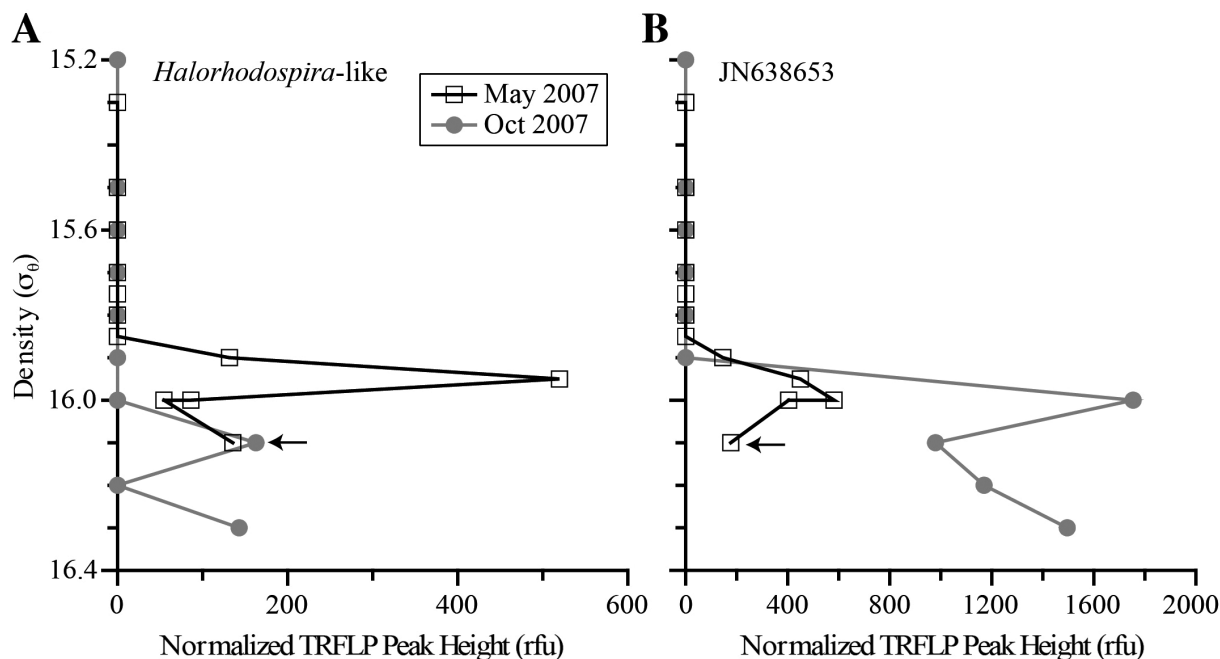 A
B
Halorhodospira-like
JN638653
May 2007
Oct 2007
Density (σθ)
15.2
15.6
16.0
16.4
0
200
400
600
0
400
800
1200
1600
2000
Normalized TRFLP Peak Height (rfu)
Normalized TRFLP Peak Height (rfu)